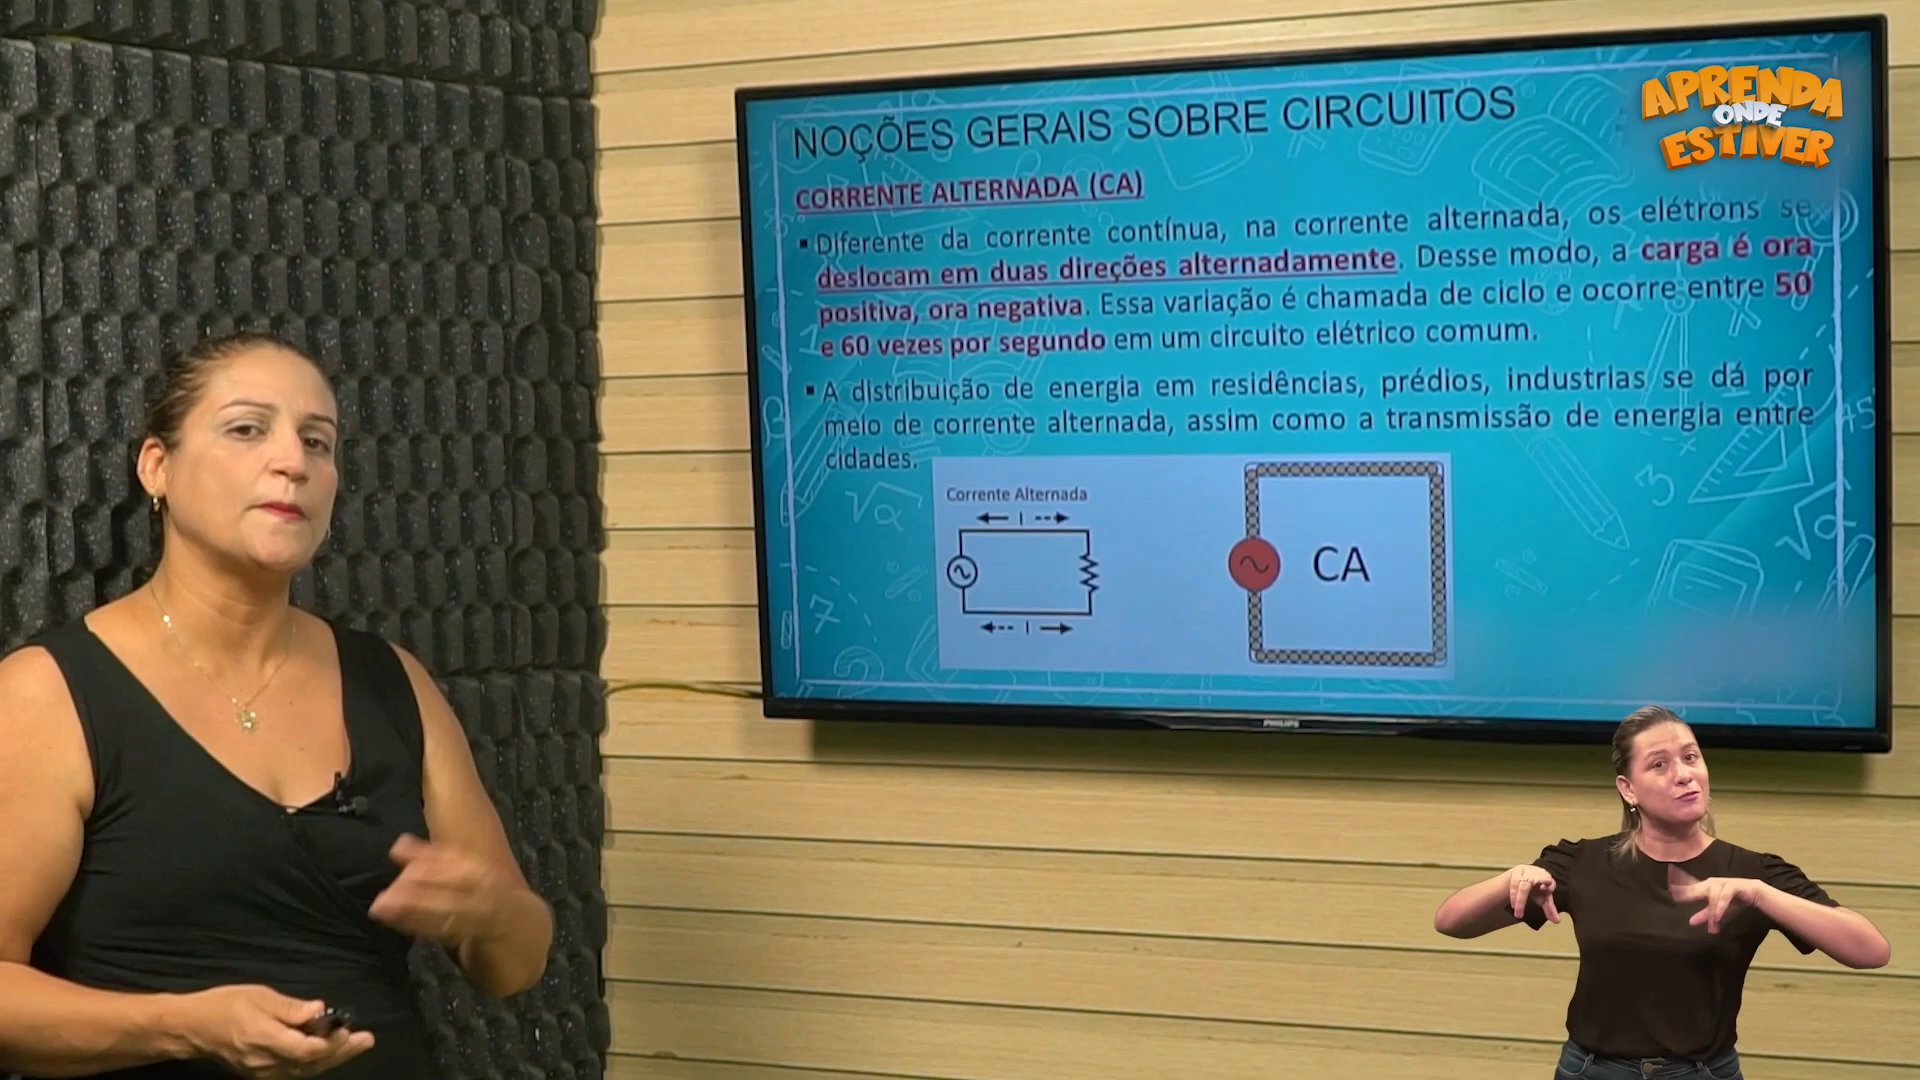 APRENDA
ONDE
ESTIVER
NOÇÕES GERAIS SOBRE CIRCUITOS
CORRENTE ALTERNADA (CA)
▪ Diferente da corrente contínua, na corrente alternada, os elétrons se
deslocam em duas direções alternadamente. Desse modo, a carga é ora
positiva, ora negativa. Essa variação é chamada de ciclo e ocorre entre 50
e 60 vezes por segundo em um circuito elétrico comum.
▪ A distribuição de energia em residências, prédios, industrias se dá por
meio de corrente alternada, assim como a transmissão de energia entre
cidades.
Corrente Alternada
I
CA
I
PHILIPS